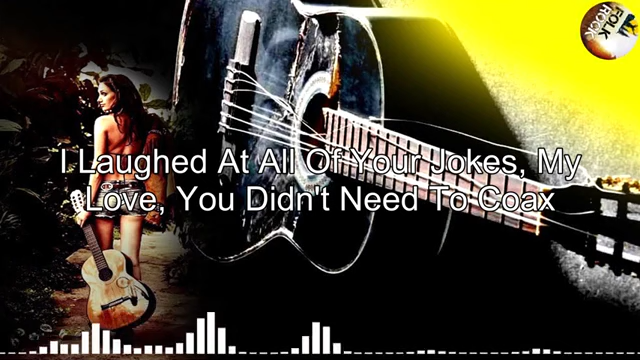 FOLK
ROCK
I Laughed At All Of Your Jokes, My
Love, You Didn't Need To Coax